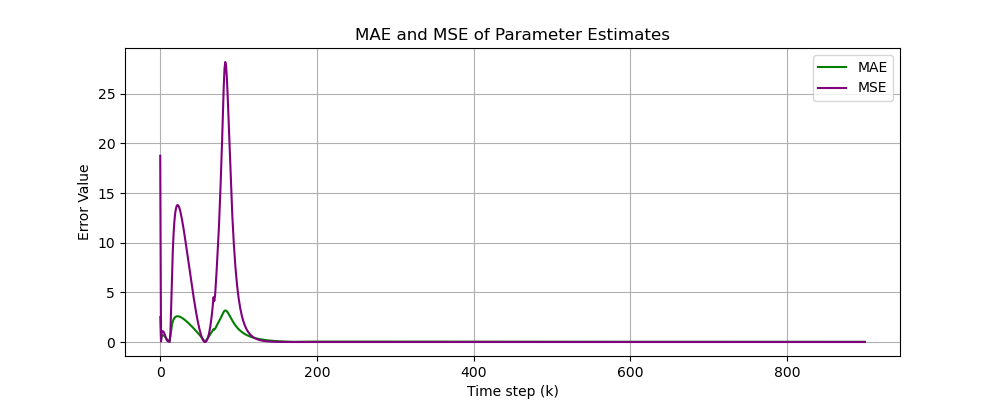 MAE and MSE of Parameter Estimates
MAE
MSE
Error Value
25
20
15
10
5
0
0 200 400 600 800
Time step (k)